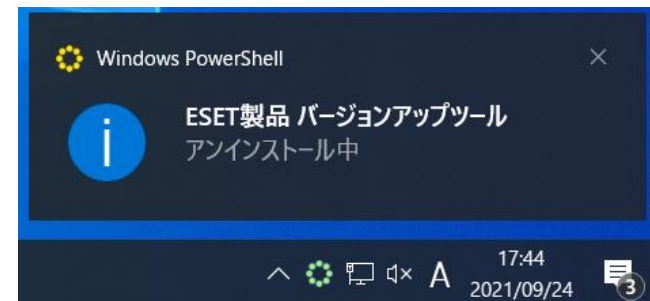 Windows PowerShell
ESET製品 バージョンアップツール
アンインストール中
A
17:44
2021/09/24
3